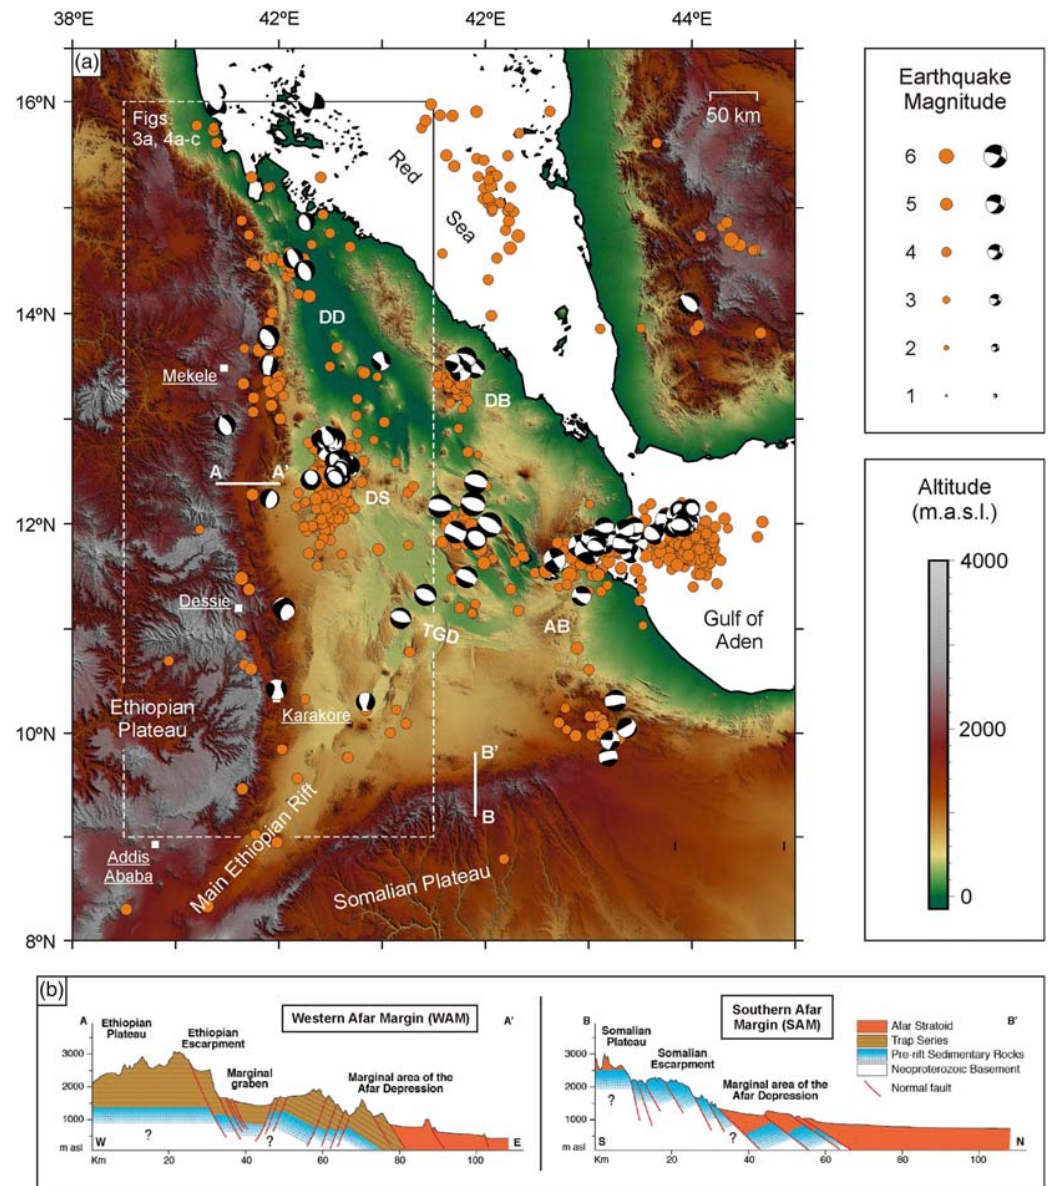 38ºE
42ºE
42ºE
44ºE
(a)
16ºN
14ºN
12ºN
10ºN
8ºN
Figs.
3a, 4a-c
50 km
Red
Sea
DD
Mekele
DB
A
A'
DS
Dessie
TGD
AB
Gulf of
Aden
Ethiopian
Plateau
Karakore
B'
B
Main Ethiopian Rift
Addis
Ababa
Somalian Plateau
Earthquake
Magnitude
6
5
4
3
2
1
Altitude
(m.a.s.l.)
4000
2000
0
(b)
Western Afar Margin (WAM)
A
A'
Ethiopian
Plateau
Ethiopian
Escarpment
Marginal
graben
Marginal area of the
Afar Depression
3000
2000
1000
m asl
W
E
?
?
Km
20
40
60
80
100
Southern Afar
Margin (SAM)
B
B'
Somalian
Plateau
Somalian
Escarpment
Marginal area of the
Afar Depression
3000
2000
1000
m asl
S
N
?
?
Km
20
40
60
80
100
Afar Stratoid
Trap Series
Pre-rift Sedimentary Rocks
Neoproterozoic Basement
Normal fault